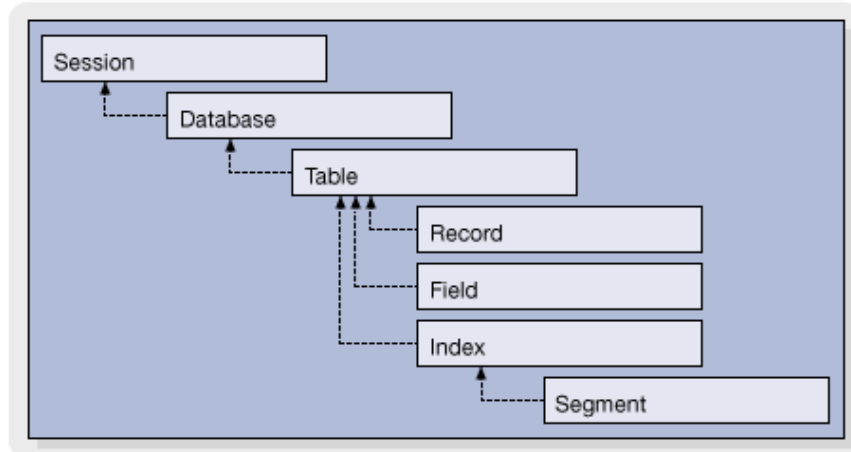 Session
Database
Table
Record
Field
Index
Segment